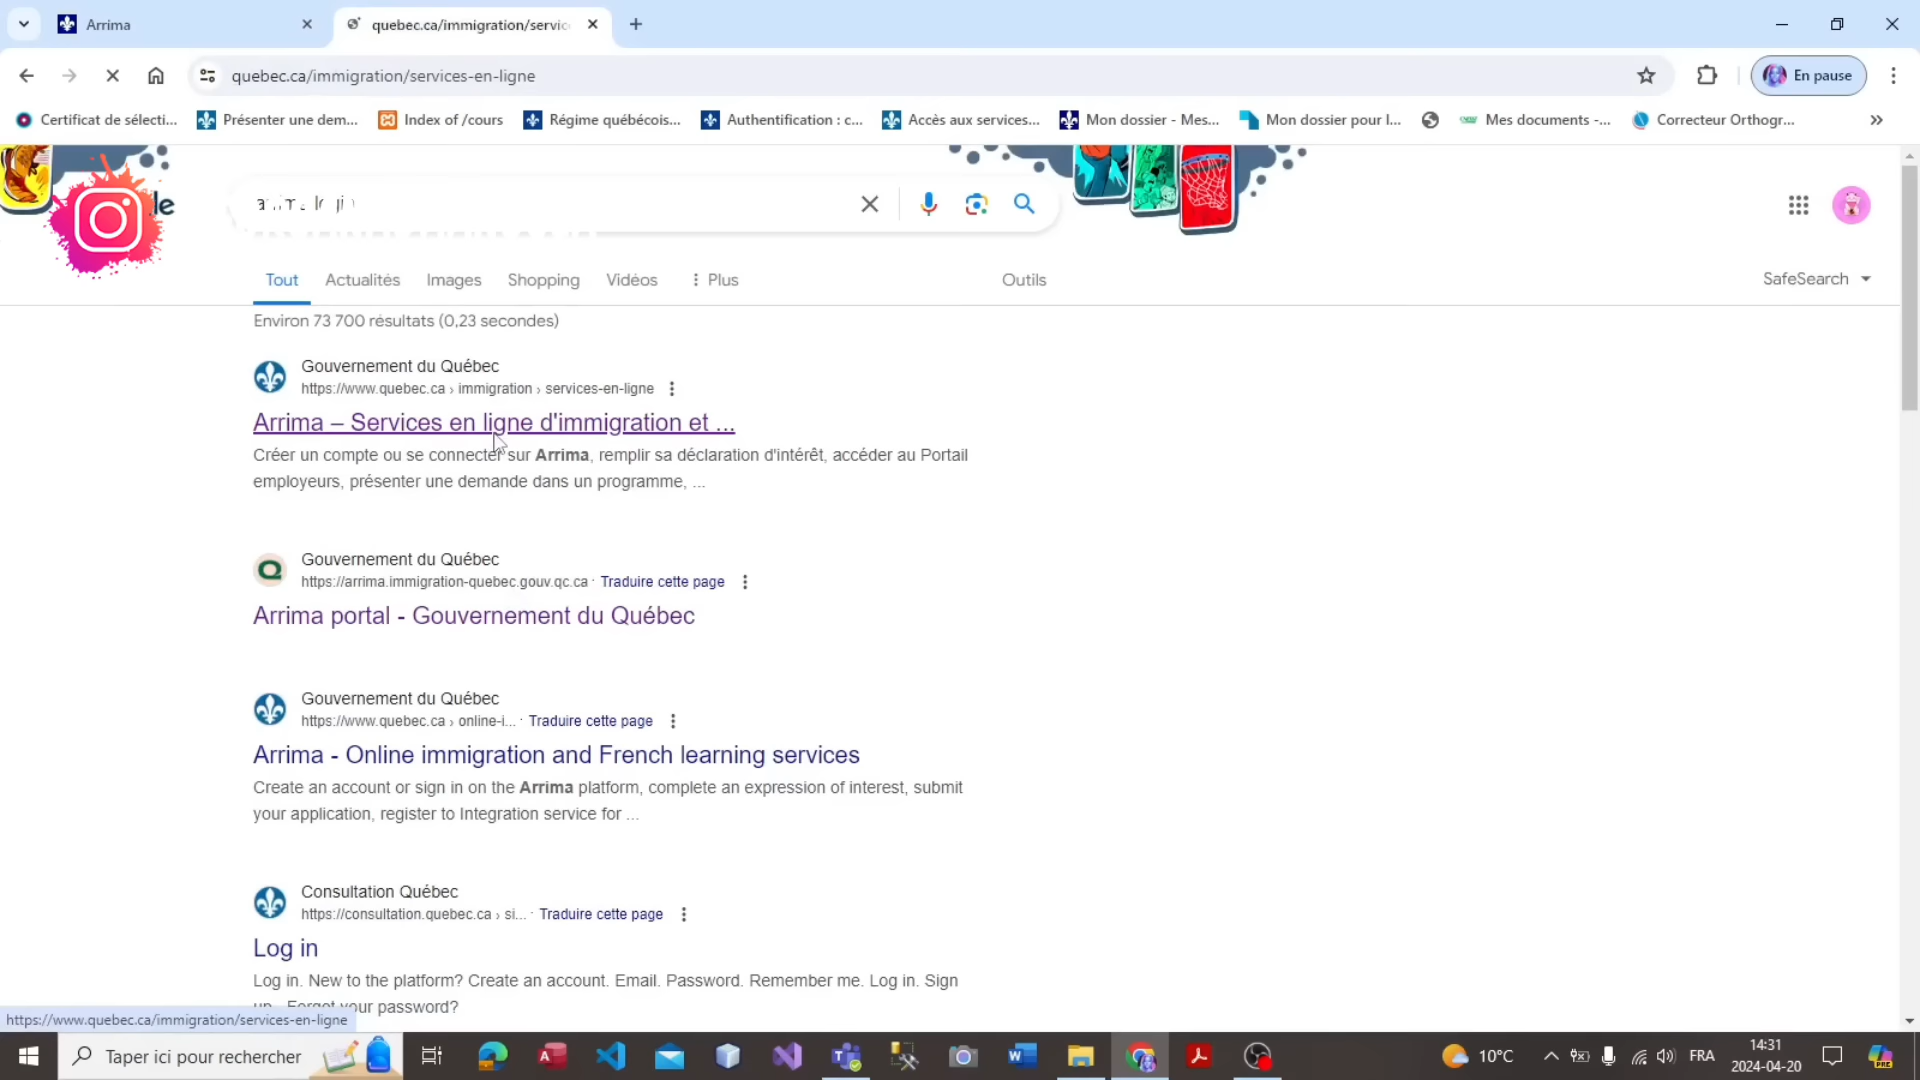 Arrima
quebec.ca/immigration/servic
quebec.ca/immigration/services-en-ligne
En pause
Certificat de sélecti...
Présenter une dem...
Index of /cours
Régime québécois...
Authentification : c...
Accès aux services...
Mon dossier - Mes...
Mon dossier pour l...
Mes documents -...
Correcteur Orthogr...
login
Tout
Actualités
Images
Shopping
Vidéos
Plus
Outils
SafeSearch
Environ 73 700 résultats (0,23 secondes)
Gouvernement du Québec
https://www.quebec.ca › immigration › services-en-ligne
Arrima – Services en ligne d'immigration et ...
Créer un compte ou se connecter sur Arrima, remplir sa déclaration d'intérêt, accéder au Portail
employeurs, présenter une demande dans un programme, ...
Gouvernement du Québec
https://arrima.immigration-quebec.gouv.qc.ca · Traduire cette page
Arrima portal - Gouvernement du Québec
Gouvernement du Québec
https://www.quebec.ca › online-i... · Traduire cette page
Arrima - Online immigration and French learning services
Create an account or sign in on the Arrima platform, complete an expression of interest, submit
your application, register to Integration service for ...
Consultation Québec
https://consultation.quebec.ca › si... · Traduire cette page
Log in
Log in. New to the platform? Create an account. Email. Password. Remember me. Log in. Sign
your password?
https://www.quebec.ca/immigration/services-en-ligne
Taper ici pour rechercher
10°C
FRA
14:31
2024-04-20